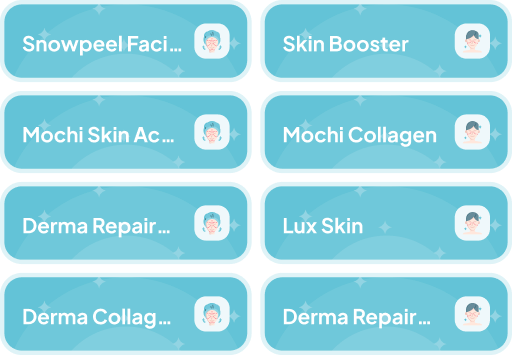 Snowpeel Faci...
Skin Booster
Mochi Skin Ac...
Mochi Collagen
Derma Repair...
Lux Skin
Derma Collag...
Derma Repair...